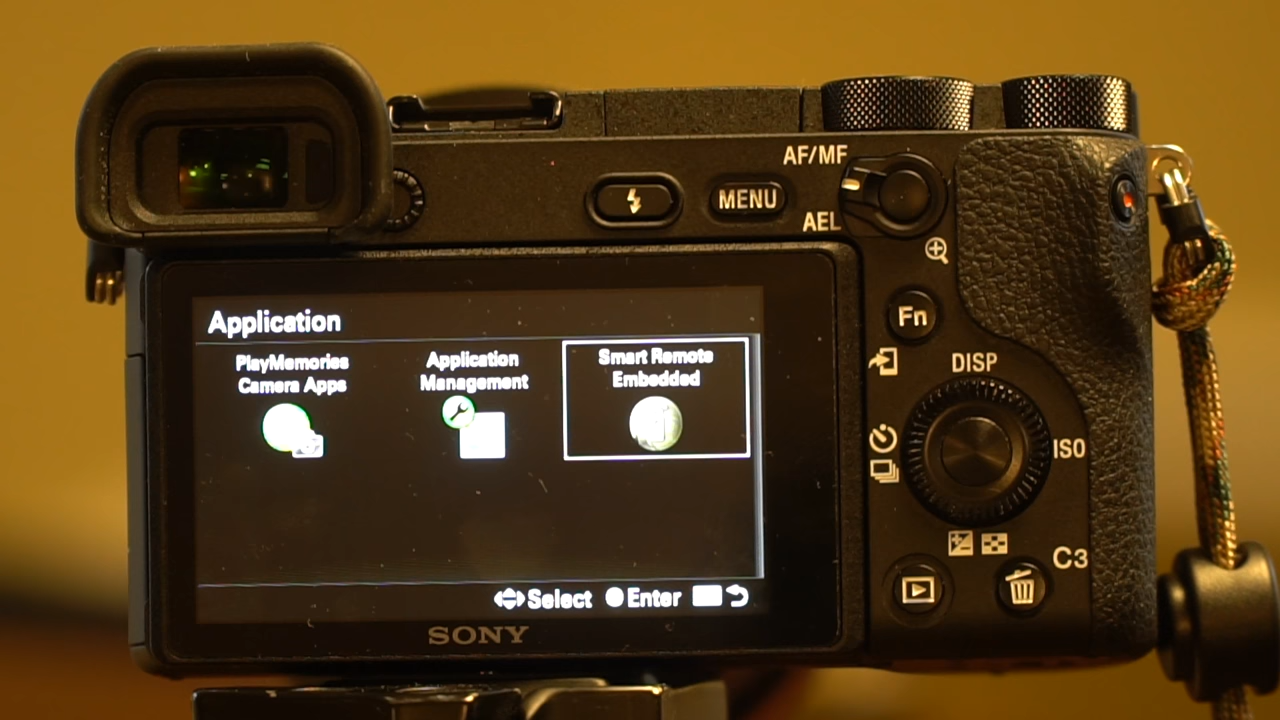 AF/MF
MENU
AEL
Fn
Application
PlayMemories
Camera Apps
Application
Management
Smart Remote
Embedded
DISP
ISO
C3
Select
Enter
SONY